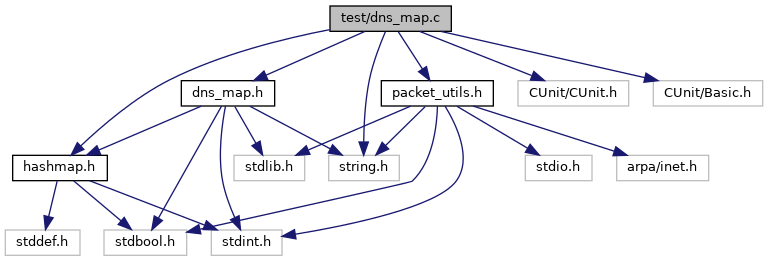 test/dns_map.c
dns_map.h
packet_utils.h
CUnit/CUnit.h
CUnit/Basic.h
hashmap.h
stdlib.h
string.h
stdio.h
arpa/inet.h
stddef.h
stdbool.h
stdint.h